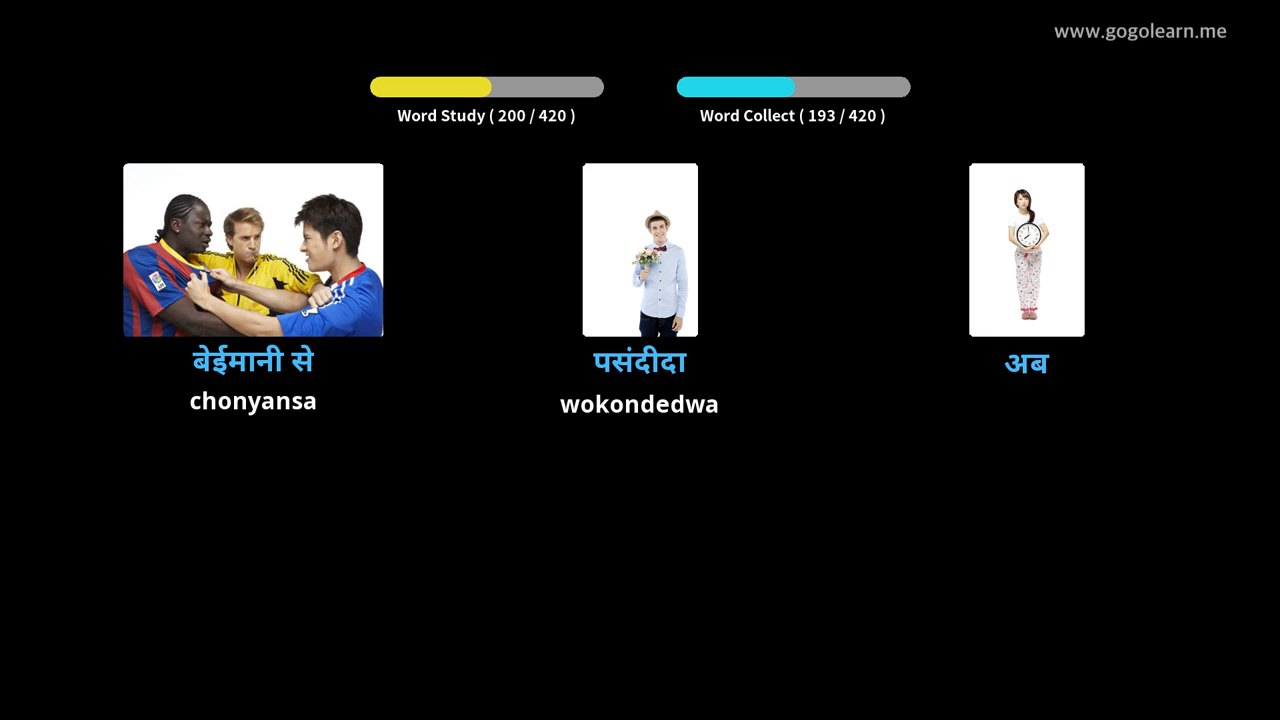 www.gogolearn.me
Word Study ( 200 / 420 )
Word Collect ( 193 / 420 )
बेईमानी से
पसंदीदा
अब
chonyansa
wokondedwa